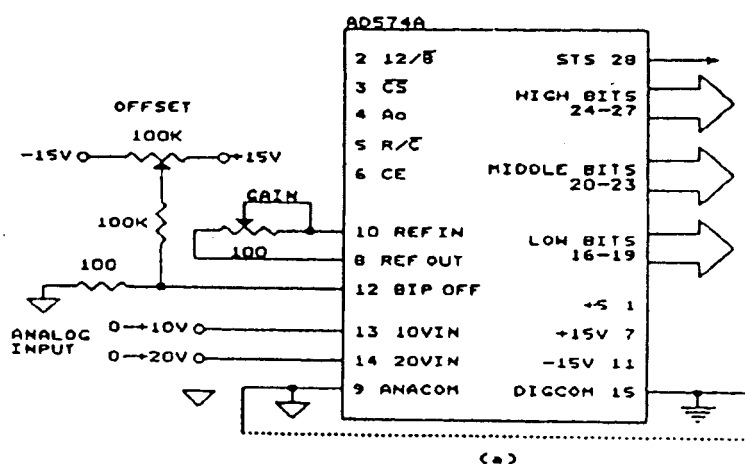 AD574A
2 12/8̅
STS 28
3 C̅S̅
HIGH BITS
24-27
4 Ao
5 R/C̅
6 CE
MIDDLE BITS
20-23
OFFSET
100K
-15V
+15V
100K
GAIN
100
10 REF IN
8 REF OUT
LOW BITS
16-19
100
12 BIP OFF
+5 1
ANALOG
INPUT
0→10V
13 10VIN
+15V 7
0→20V
14 20VIN
-15V 11
9 ANACOM
DIGCOM 15
(a)